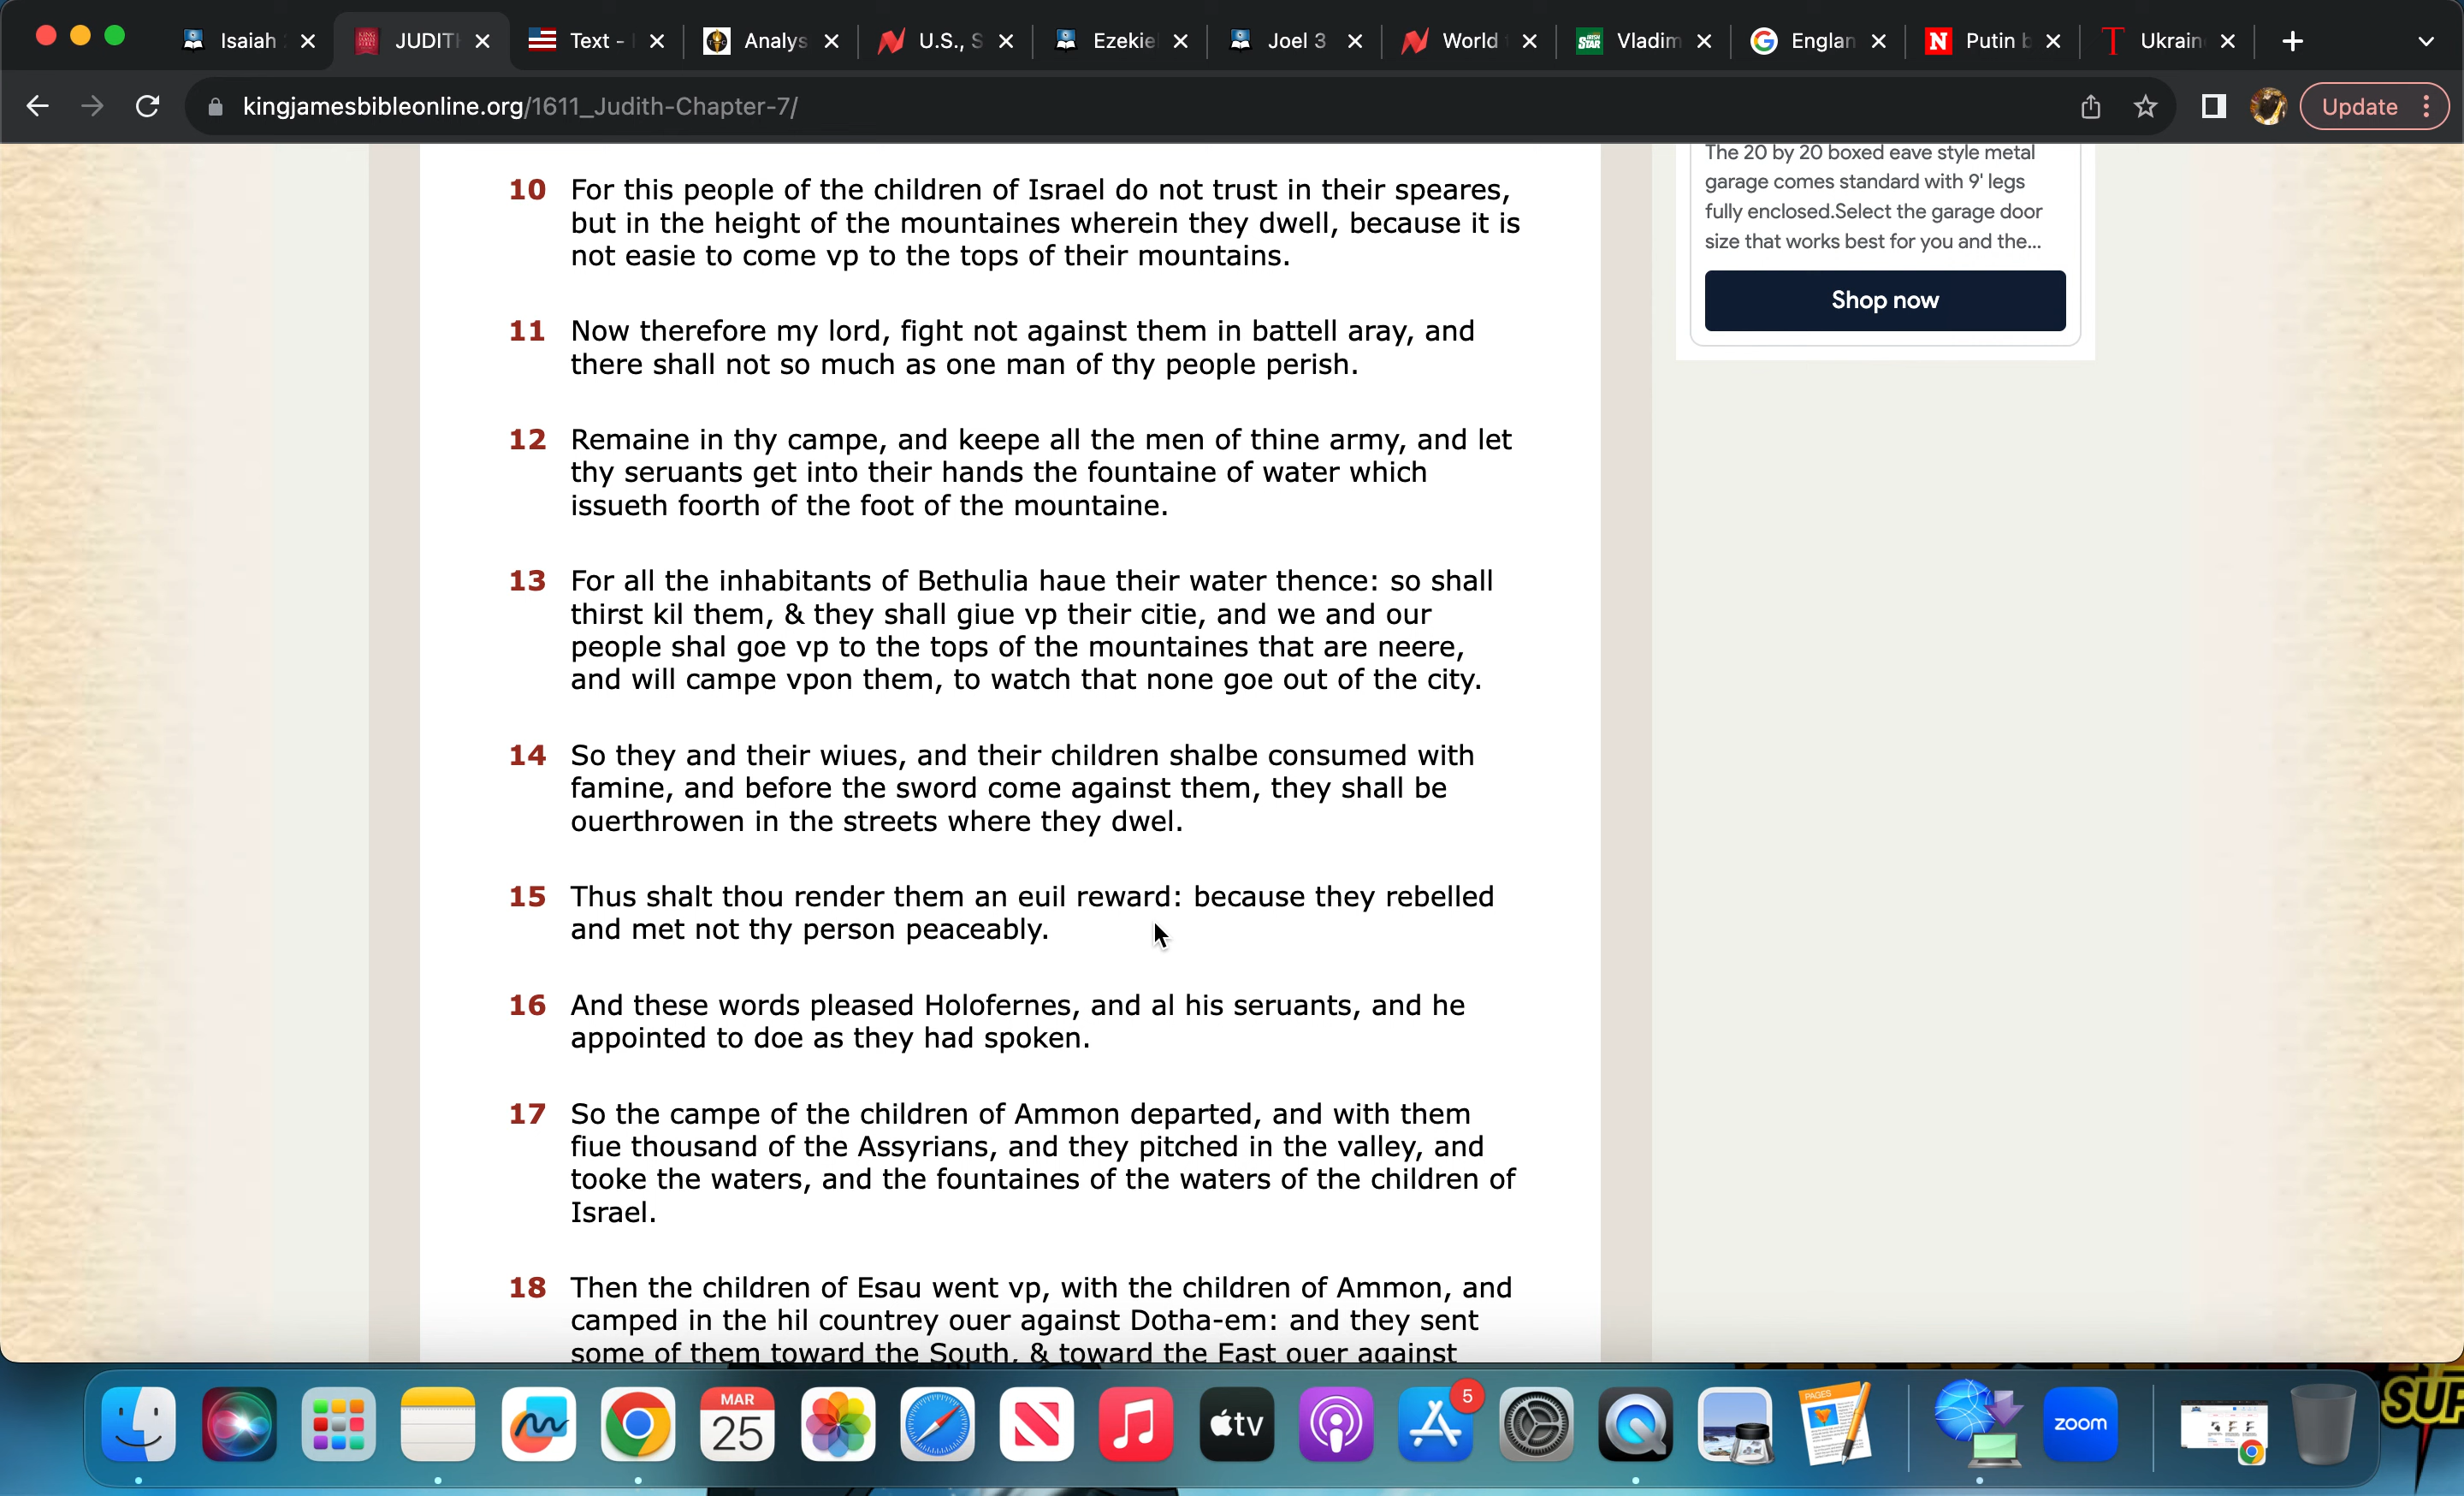 Isaiah
JUDITH
Text -
Analys
U.S., S
Ezekie
Joel 3
World
Vladim
Englan
Putin b
Ukrain
kingjamesbibleonline.org/1611_Judith-Chapter-7/
Update
10 For this people of the children of Israel do not trust in their speares,
but in the height of the mountaines wherein they dwell, because it is
not easie to come vp to the tops of their mountains.
11 Now therefore my lord, fight not against them in battell aray, and
there shall not so much as one man of thy people perish.
12 Remaine in thy campe, and keepe all the men of thine army, and let
thy seruants get into their hands the fountaine of water which
issueth foorth of the foot of the mountaine.
13 For all the inhabitants of Bethulia haue their water thence: so shall
thirst kil them, & they shall giue vp their citie, and we and our
people shal goe vp to the tops of the mountaines that are neere,
and will campe vpon them, to watch that none goe out of the city.
14 So they and their wiues, and their children shalbe consumed with
famine, and before the sword come against them, they shall be
ouerthrowen in the streets where they dwel.
15 Thus shalt thou render them an euil reward: because they rebelled
and met not thy person peaceably.
16 And these words pleased Holofernes, and al his seruants, and he
appointed to doe as they had spoken.
17 So the campe of the children of Ammon departed, and with them
fiue thousand of the Assyrians, and they pitched in the valley, and
tooke the waters, and the fountaines of the waters of the children of
Israel.
18 Then the children of Esau went vp, with the children of Ammon, and
camped in the hil countrey ouer against Dotha-em: and they sent
some of them toward the South, & toward the East ouer against
The 20 by 20 boxed eave style metal
garage comes standard with 9' legs
fully enclosed.Select the garage door
size that works best for you and the...
Shop now
MAR
25
tv
5
PAGES
zoom
SUP